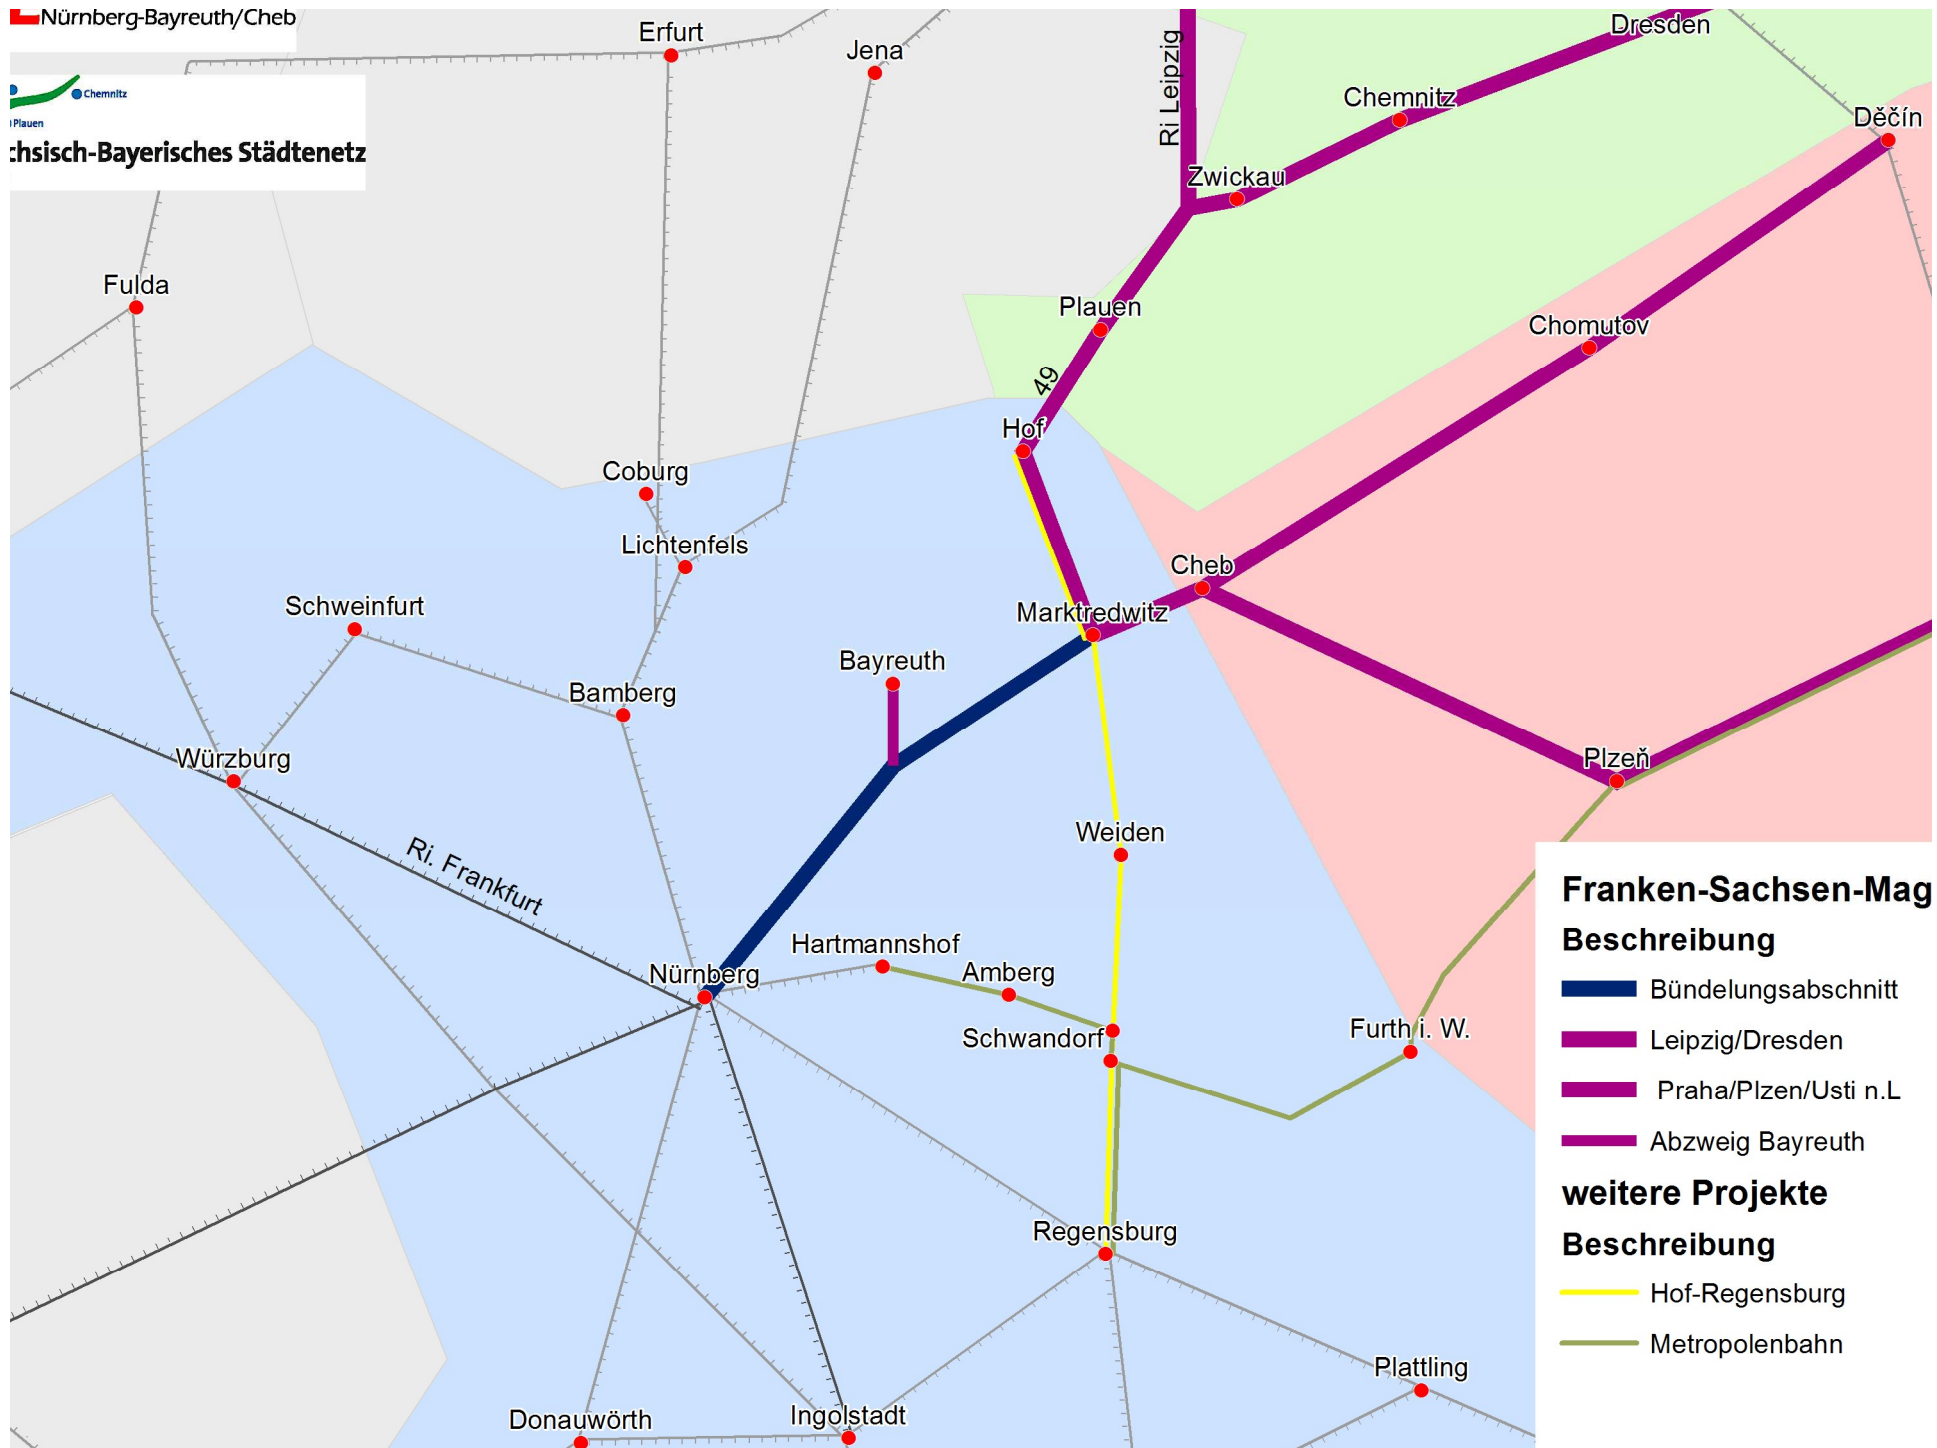 Nürnberg-Bayreuth/Cheb
Chemnitz
Plauen
chsisch-Bayerisches Städtenetz
Erfurt
Jena
Ri Leipzig
Dresden
Chemnitz
Děčín
Zwickau
Fulda
Plauen
Chomutov
49
Hof
Coburg
Lichtenfels
Cheb
Schweinfurt
Marktredwitz
Bayreuth
Bamberg
Würzburg
Plzeň
Ri. Frankfurt
Weiden
Hartmannshof
Amberg
Nürnberg
Schwandorf
Furth i. W.
Regensburg
Plattling
Donauwörth
Ingolstadt
Franken-Sachsen-Mag
Beschreibung
Bündelungsabschnitt
Leipzig/Dresden
Praha/Plzen/Usti n.L
Abzweig Bayreuth
weitere Projekte
Beschreibung
Hof-Regensburg
Metropolenbahn